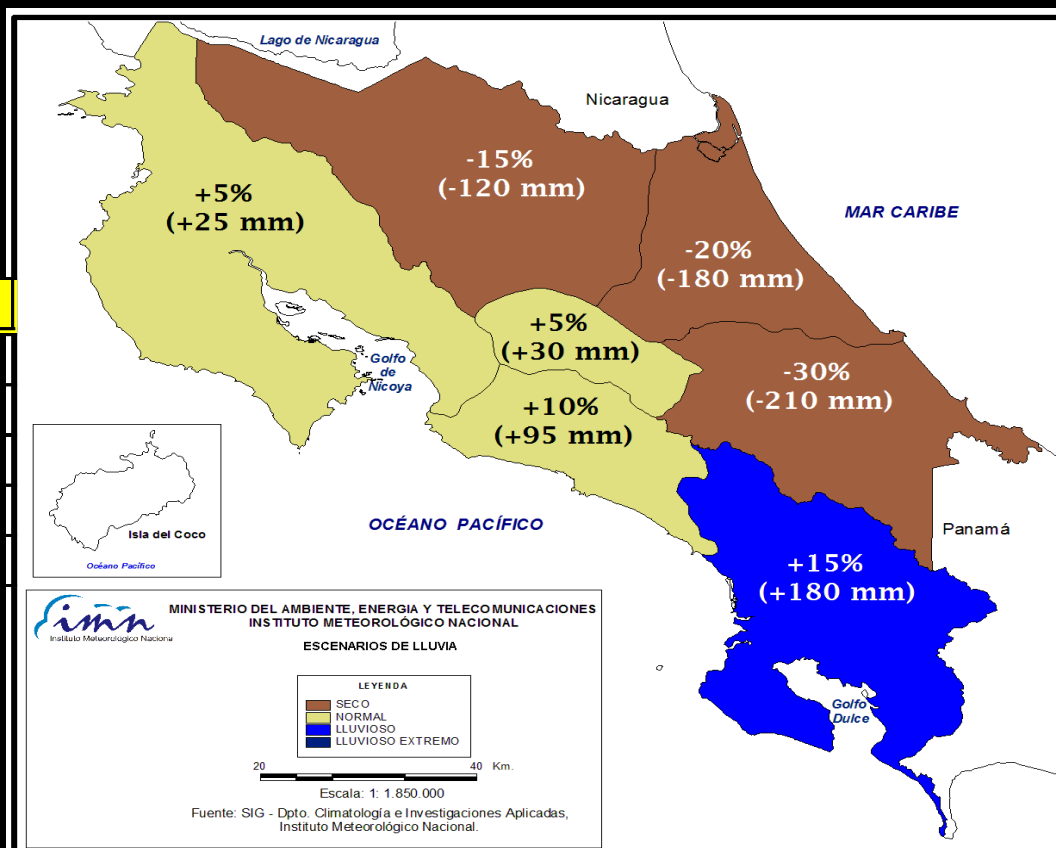 Lago de Nicaragua
Nicaragua
-15%
(-120 mm)
+5%
(+25 mm)
MAR CARIBE
-20%
(-180 mm)
+5%
(+30 mm)
Golfo
de
Nicoya
-30%
(-210 mm)
+10%
(+95 mm)
OCÉANO PACÍFICO
Isla del Coco
Océano Pacífico
Panamá
+15%
(+180 mm)
Golfo
Dulce
imn
Instituto Meteorológico Naciona
MINISTERIO DEL AMBIENTE, ENERGIA Y TELECOMUNICACIONES
INSTITUTO METEOROLÓGICO NACIONAL
ESCENARIOS DE LLUVIA
LEYENDA
SECO
NORMAL
LLUVIOSO
LLUVIOSO EXTREMO
20 40 Km.
Escala: 1: 1.850.000
Fuente: SIG - Dpto. Climatología e Investigaciones Aplicadas,
Instituto Meteorológico Nacional.